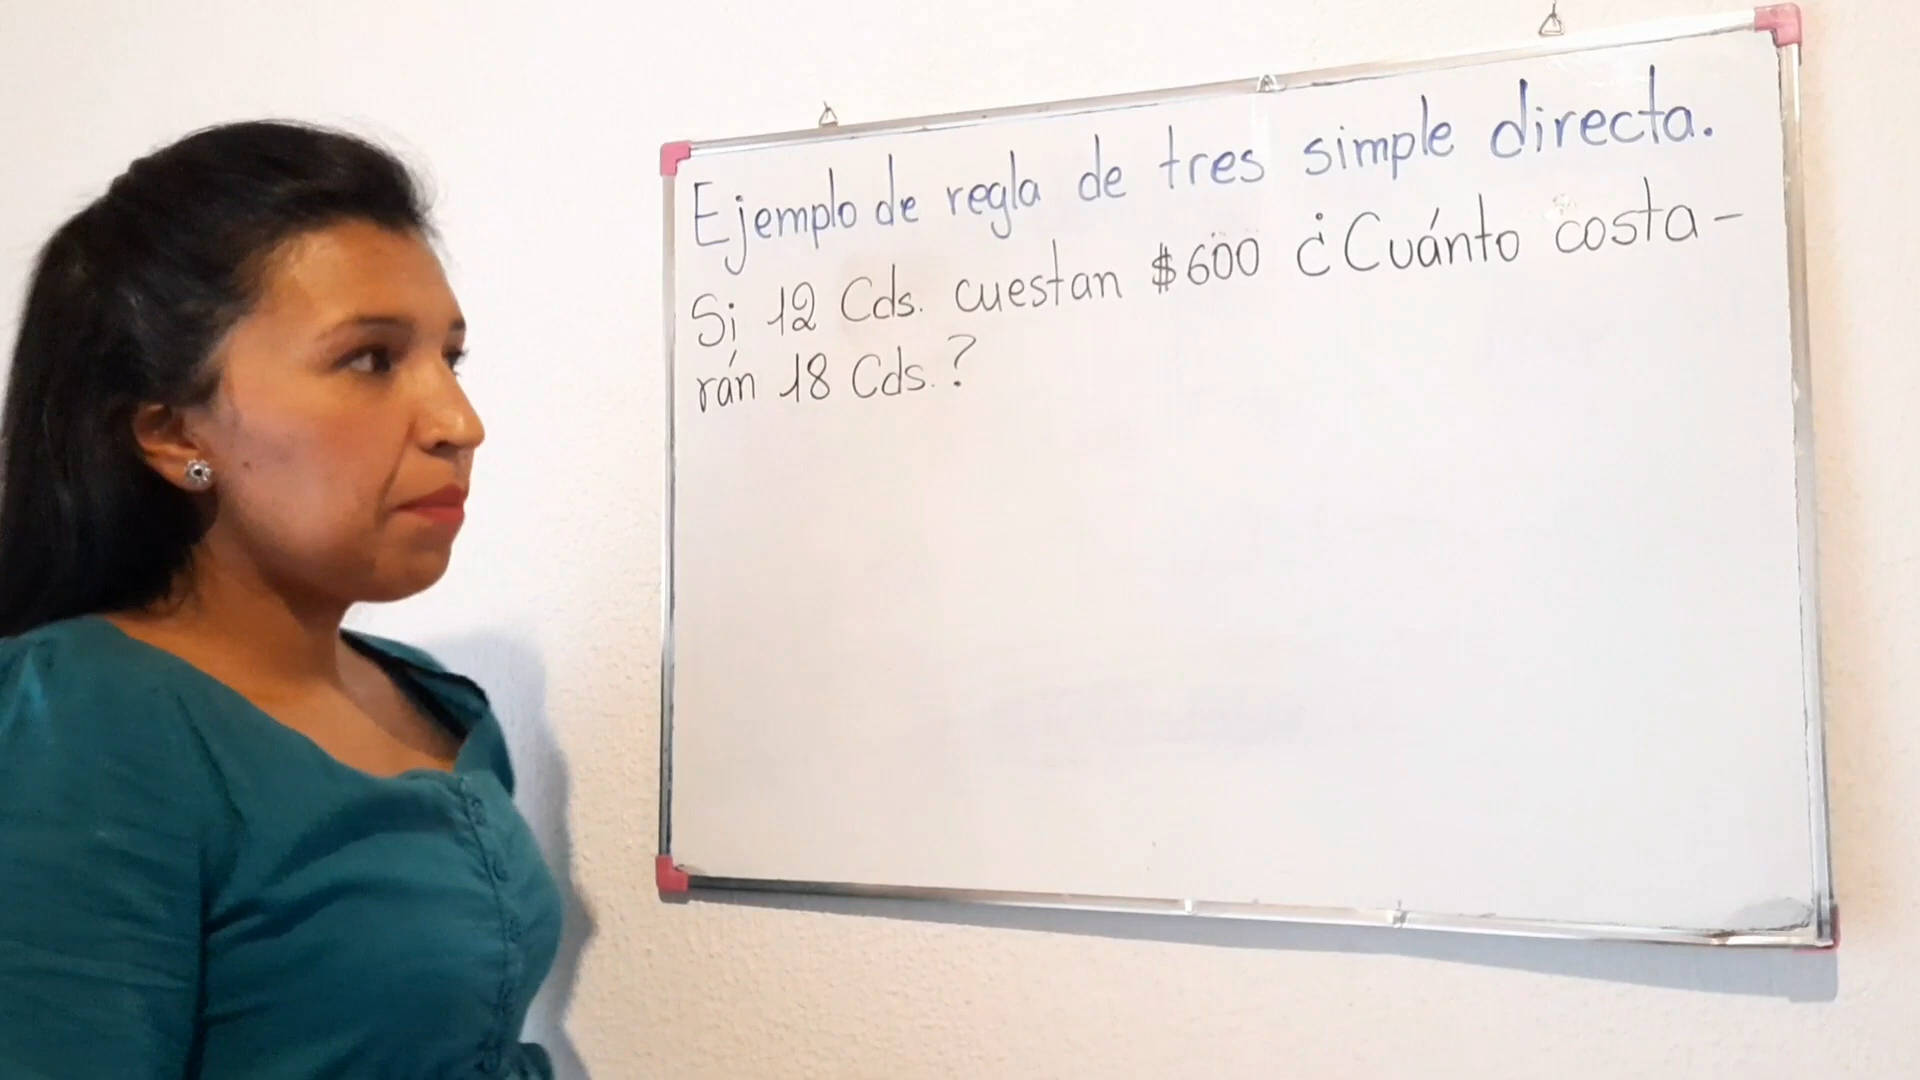 Ejemplo de regla de tres simple directa.
Si 12 Cds. cuestan $600 ¿Cuánto costa-
rán 18 Cds.?